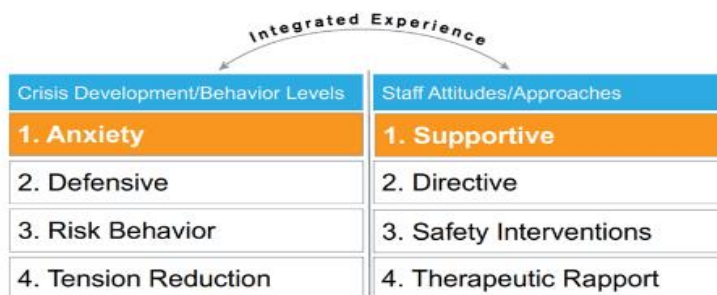 Integrated Experience
Crisis Development/Behavior Levels
Staff Attitudes/Approaches
1. Anxiety
1. Supportive
2. Defensive
2. Directive
3. Risk Behavior
3. Safety Interventions
4. Tension Reduction
4. Therapeutic Rapport